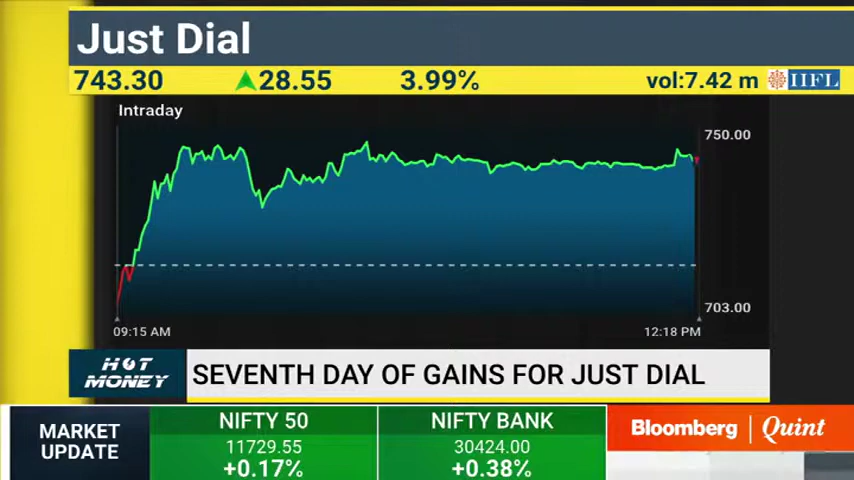 Just Dial
743.30 28.55 3.99% vol:7.42 m IIFL
Intraday
750.00
703.00
09:15 AM 12:18 PM
HOT MONEY
SEVENTH DAY OF GAINS FOR JUST DIAL
MARKET UPDATE
NIFTY 50
11729.55
+0.17%
NIFTY BANK
30424.00
+0.38%
Bloomberg | Quint